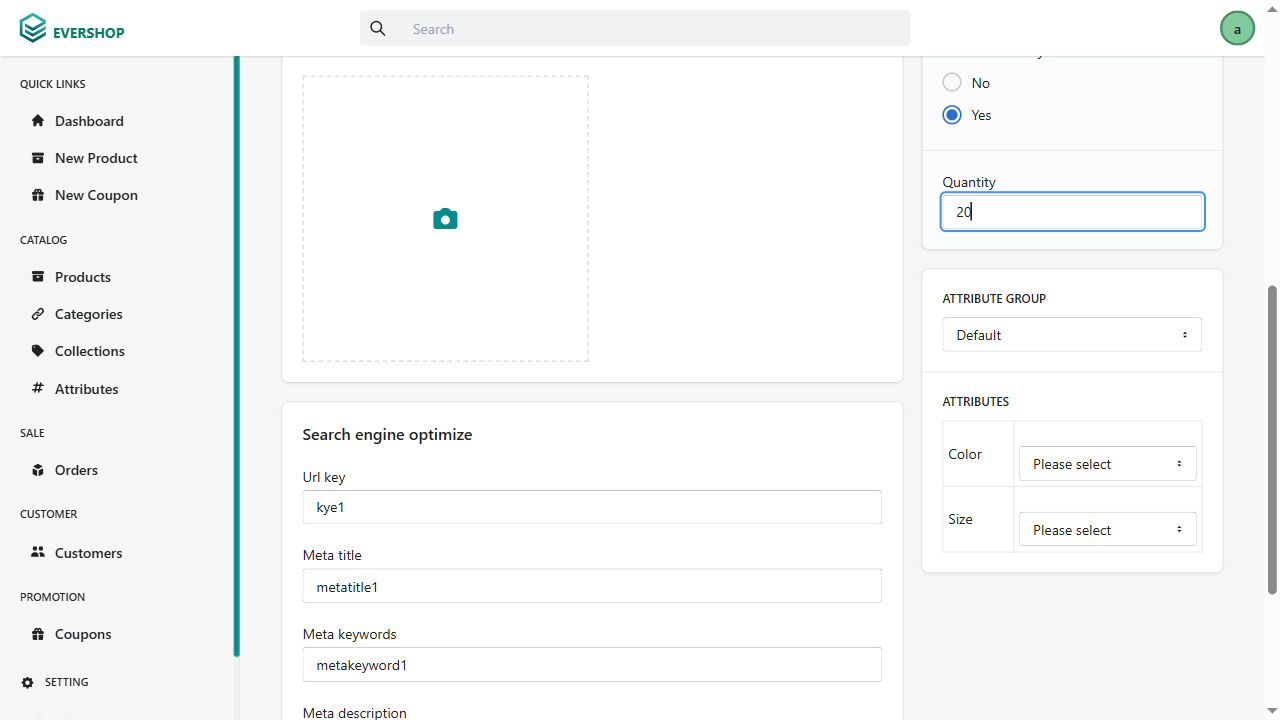 EVERSHOP
Search
a
QUICK LINKS
Dashboard
New Product
New Coupon
CATALOG
Products
Categories
Collections
Attributes
SALE
Orders
CUSTOMER
Customers
PROMOTION
Coupons
SETTING
Search engine optimize
Url key
kye1
Meta title
metatitle1
Meta keywords
metakeyword1
Meta description
No
Yes
Quantity
20
ATTRIBUTE GROUP
Default
ATTRIBUTES
Color
Please select
Size
Please select